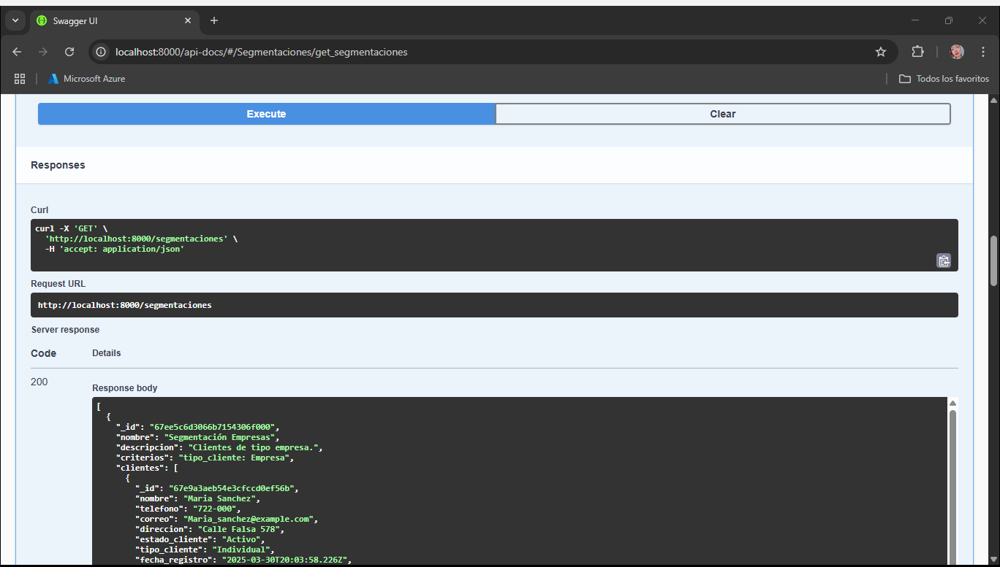 Swagger UI
localhost:8000/api-docs/#/Segmentaciones/get_segmentaciones
Microsoft Azure
Todos los favoritos
Execute
Clear
Responses
Curl
curl -X 'GET' \
'http://localhost:8000/segmentaciones' \
-H 'accept: application/json'
Request URL
http://localhost:8000/segmentaciones
Server response
Code Details
200
Response body
[
{
"_id": "67ee5c6d3066b7154306f000",
"nombre": "Segmentación Empresas",
"descripcion": "Clientes de tipo empresa.",
"criterios": "tipo_cliente: Empresa",
"clientes": [
{
"_id": "67e9a3aeb54e3cfccd0ef56b",
"nombre": "Maria Sanchez",
"telefono": "722-000",
"correo": "Maria_sanchez@example.com",
"direccion": "Calle Falsa 578",
"estado_cliente": "Activo",
"tipo_cliente": "Individual",
"fecha_registro": "2025-03-30T20:03:58.226Z",